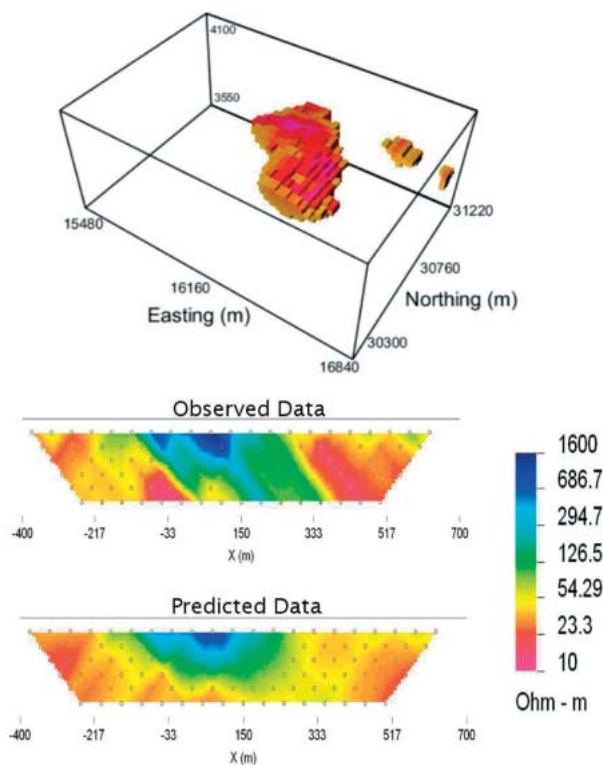 4100
3550
15480
16160
Easting (m)
16840
30300
30760
Northing (m)
31220
Observed Data
-400 -217 -33 150 333 517 700
X (m)
Predicted Data
-400 -217 -33 150 333 517 700
X (m)
1600
686.7
294.7
126.5
54.29
23.3
10
Ohm - m